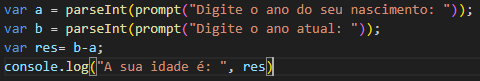 var a = parseInt(prompt("Digite o ano do seu nascimento: "));
var b = parseInt(prompt("Digite o ano atual: "));
var res= b-a;
console.log("A sua idade é: ", res)